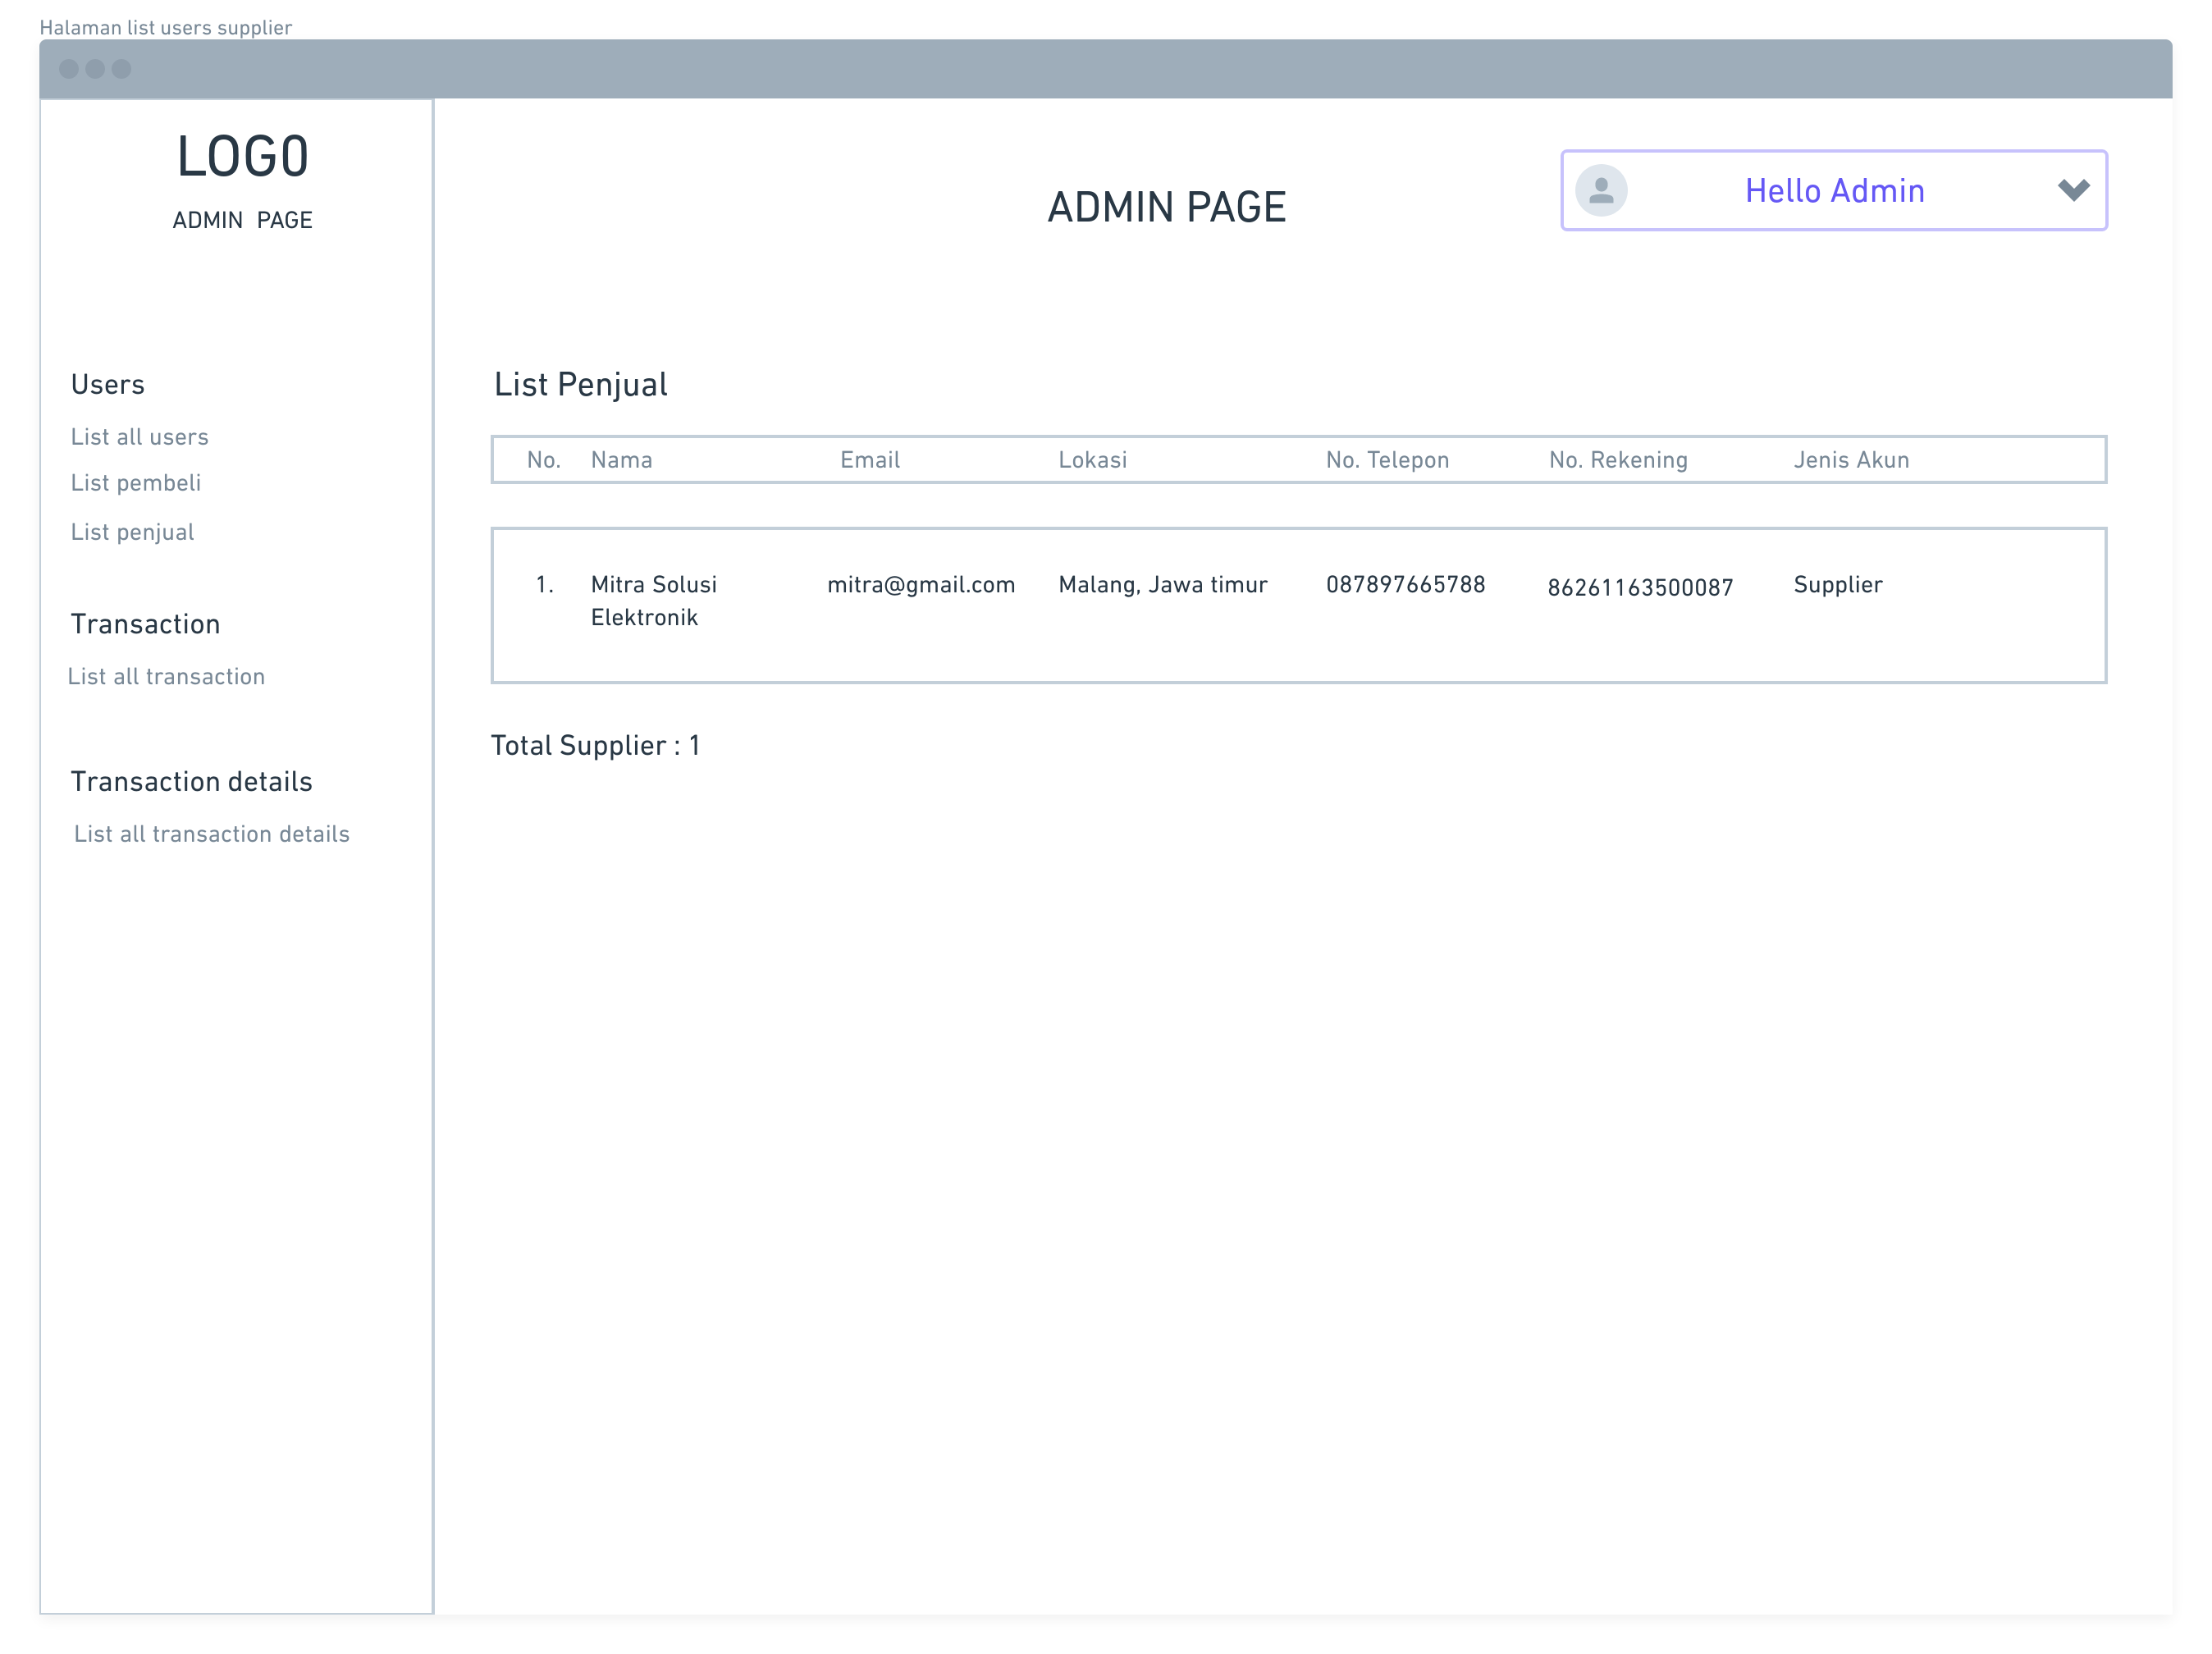 Halaman list users supplier
LOG0
ADMIN PAGE
ADMIN PAGE
Hello Admin
Users
List all users
List pembeli
List penjual
Transaction
List all transaction
Transaction details
List all transaction details
List Penjual
No. Nama Email Lokasi No. Telepon No. Rekening Jenis Akun
1. Mitra Solusi mitra@gmail.com Malang, Jawa timur 087897665788 86261163500087 Supplier
Elektronik
Total Supplier : 1